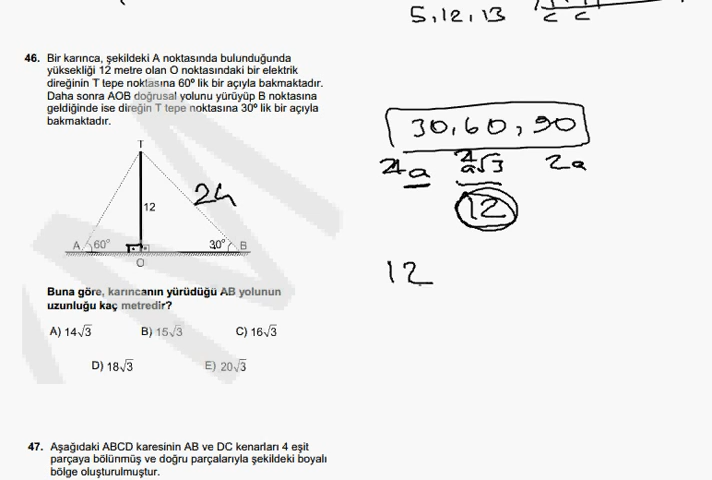 5,12,13
c c
46. Bir karınca, şekildeki A noktasında bulunduğunda
yüksekliği 12 metre olan O noktasındaki bir elektrik
direğinin T tepe noktasına 60° lik bir açıyla bakmaktadır.
Daha sonra AOB doğrusal yolunu yürüyüp B noktasına
geldiğinde ise direğin T tepe noktasına 30° lik bir açıyla
bakmaktadır.
30,60,90
a a√3 2a
12
12
T
24
12
A 60° 30° B
O
Buna göre, karıncanın yürüdüğü AB yolunun
uzunluğu kaç metredir?
A) 14√3 B) 15√3 C) 16√3
D) 18√3 E) 20√3
47. Aşağıdaki ABCD karesinin AB ve DC kenarları 4 eşit
parçaya bölünmüş ve doğru parçalarıyla şekildeki boyalı
bölge oluşturulmuştur.